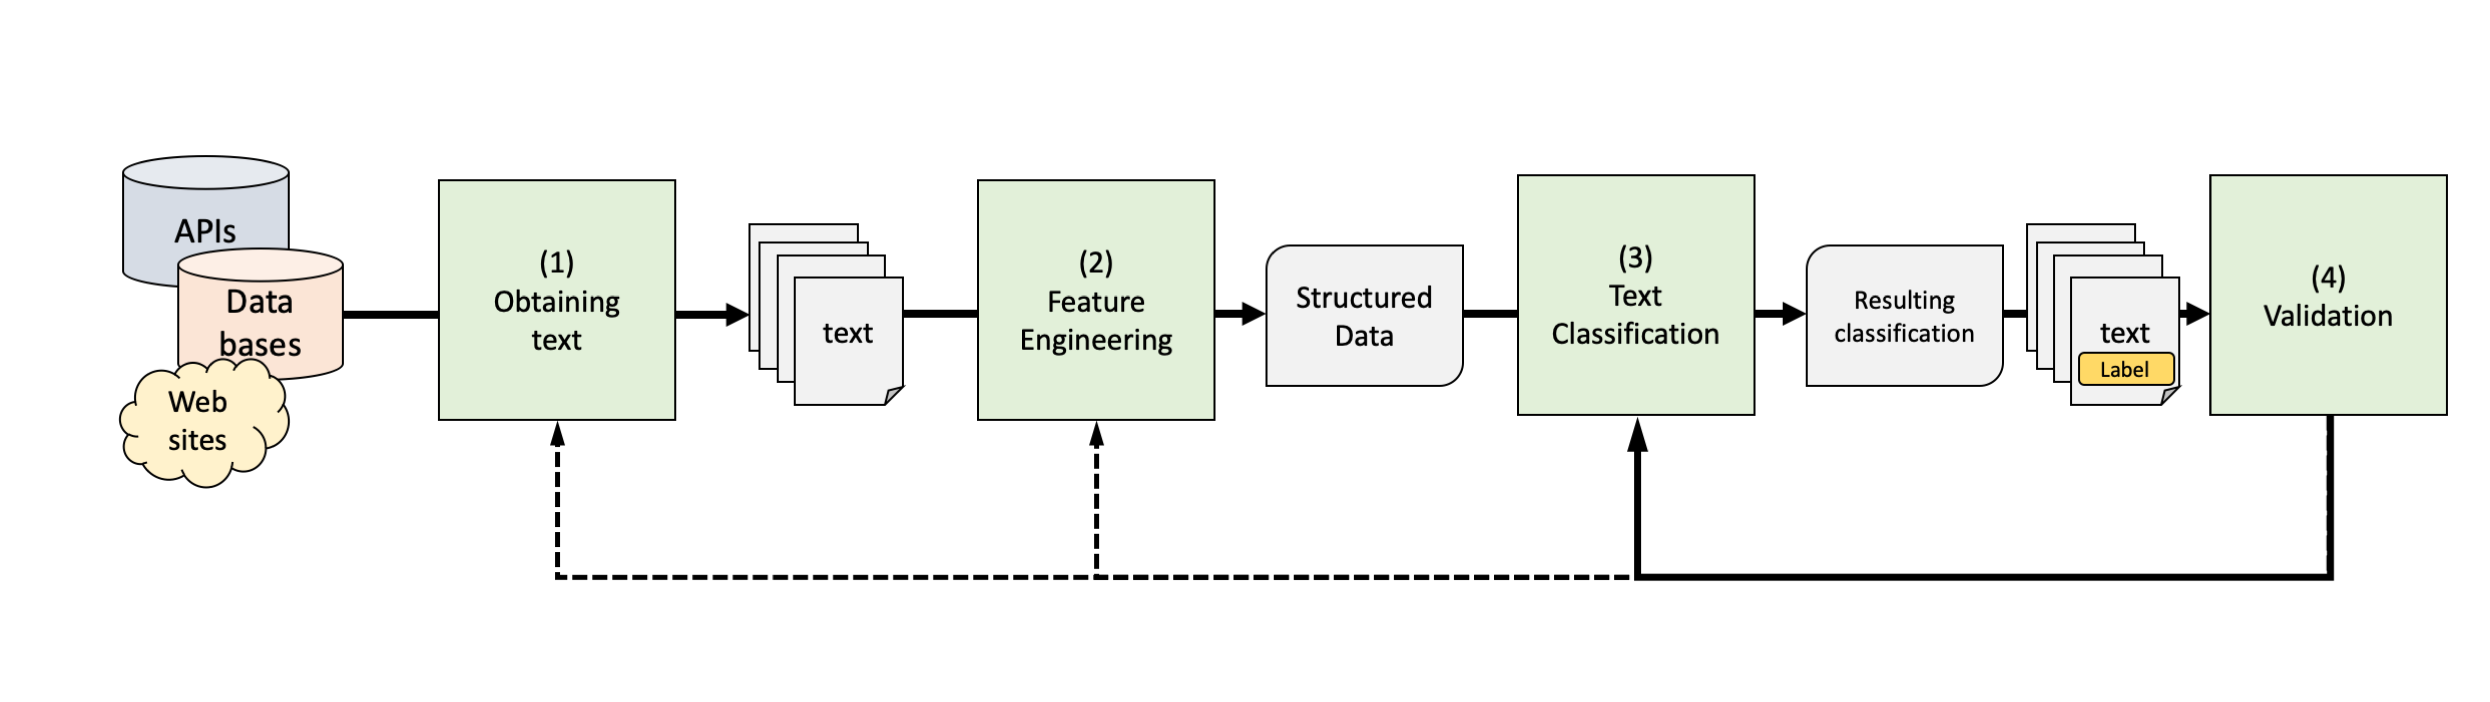 APIs
Data
bases
Web
sites
(1)
Obtaining
text
text
(2)
Feature
Engineering
Structured
Data
(3)
Text
Classification
Resulting
classification
text
Label
(4)
Validation